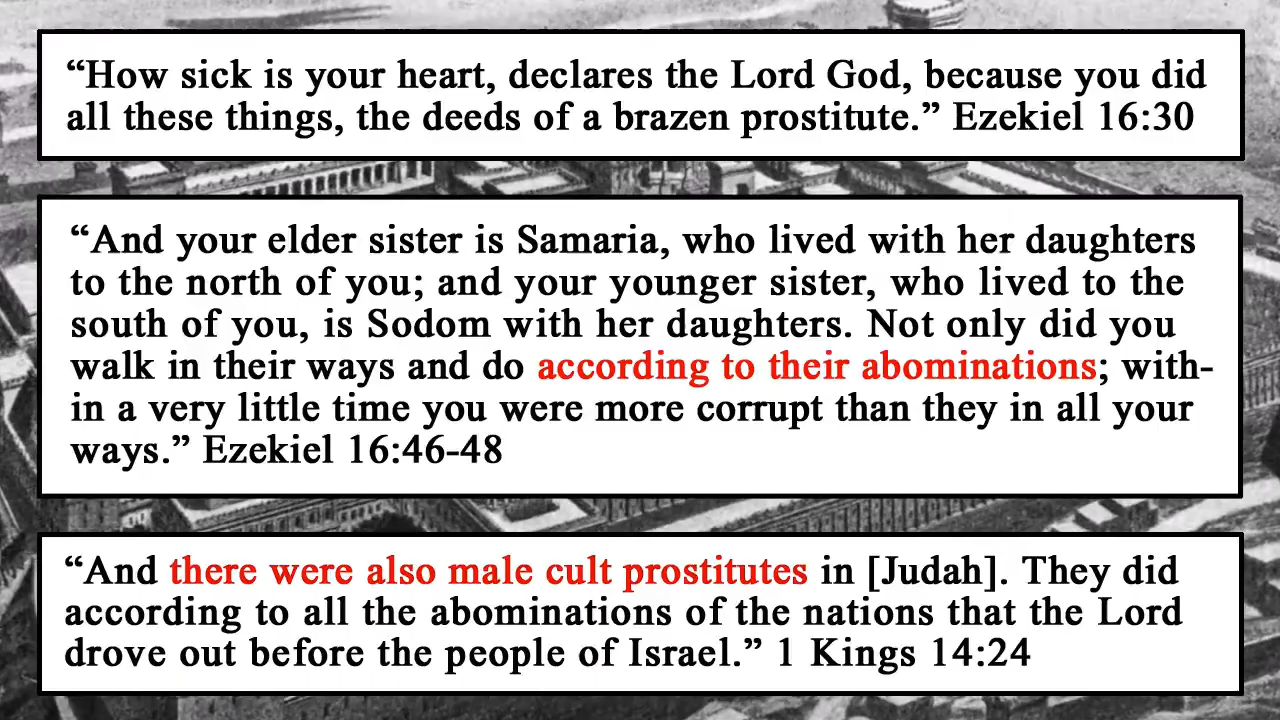 “How sick is your heart, declares the Lord God, because you did
all these things, the deeds of a brazen prostitute.” Ezekiel 16:30
“And your elder sister is Samaria, who lived with her daughters
to the north of you; and your younger sister, who lived to the
south of you, is Sodom with her daughters. Not only did you
walk in their ways and do according to their abominations; with-
in a very little time you were more corrupt than they in all your
ways.” Ezekiel 16:46-48
“And there were also male cult prostitutes in [Judah]. They did
according to all the abominations of the nations that the Lord
drove out before the people of Israel.” 1 Kings 14:24